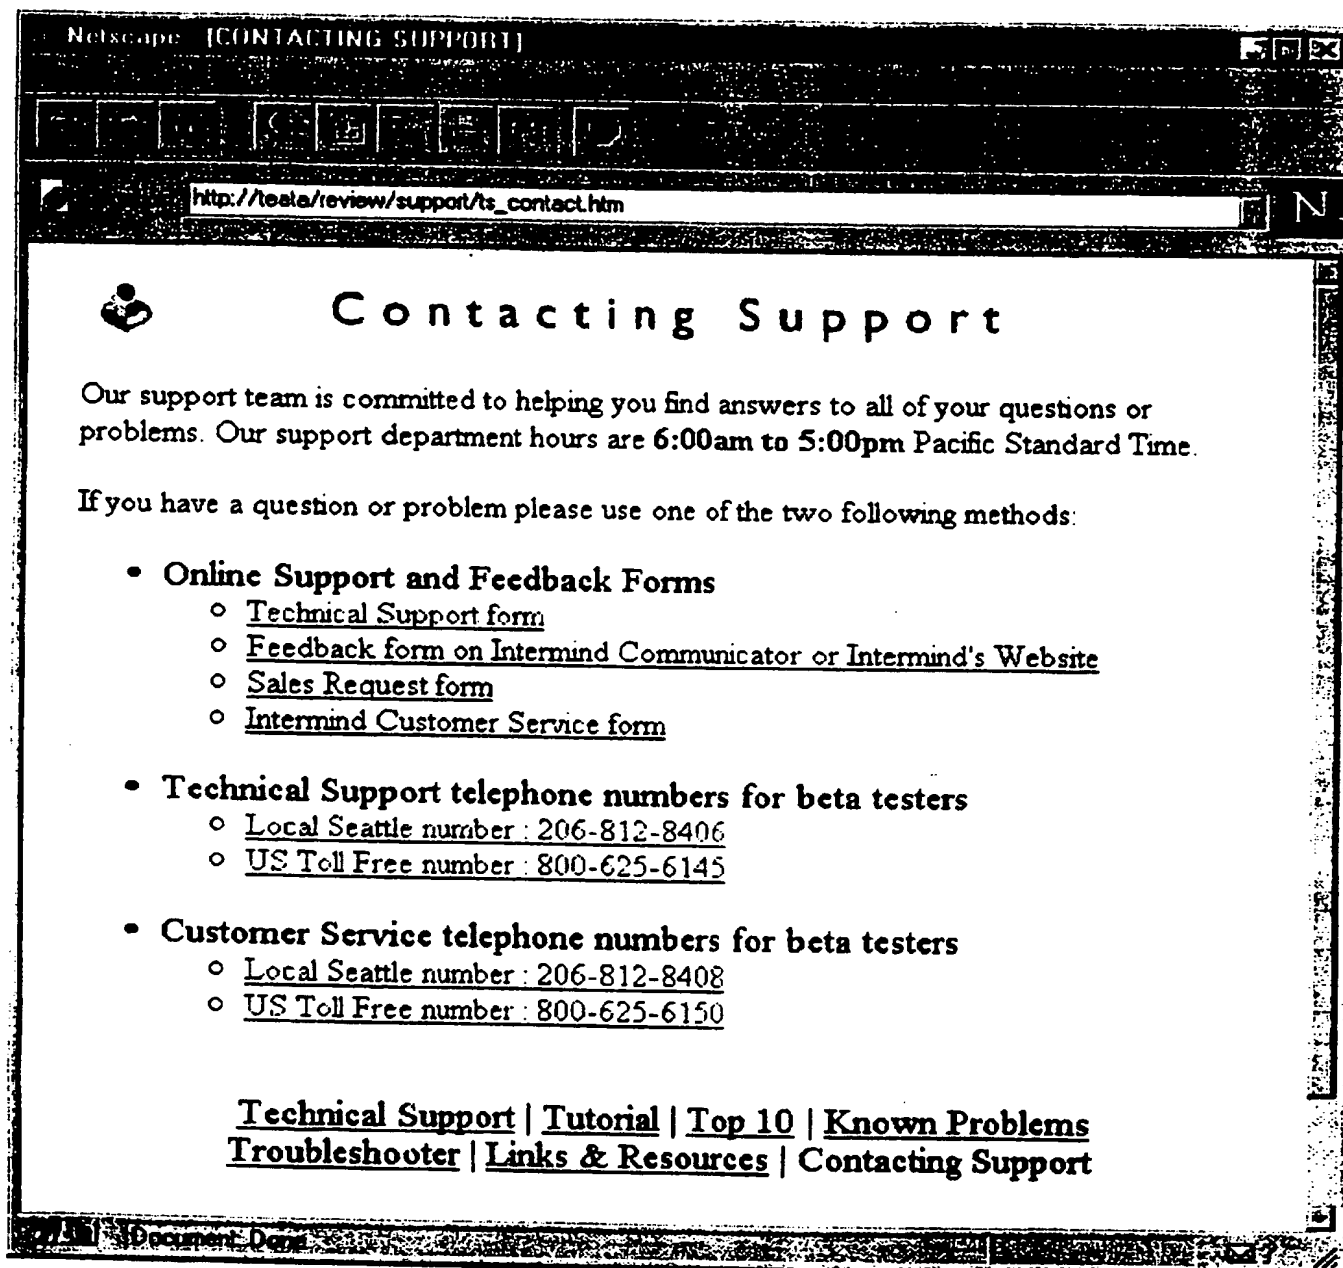 Netscape [CONTACTING SUPPORT]
http://teala/review/support/ts_contact.htm
N
Contacting Support
Our support team is committed to helping you find answers to all of your questions or
problems. Our support department hours are 6:00am to 5:00pm Pacific Standard Time.
If you have a question or problem please use one of the two following methods:
• Online Support and Feedback Forms
○ Technical Support form
○ Feedback form on Intermind Communicator or Intermind's Website
○ Sales Request form
○ Intermind Customer Service form
• Technical Support telephone numbers for beta testers
○ Local Seattle number : 206-812-8406
○ US Toll Free number : 800-625-6145
• Customer Service telephone numbers for beta testers
○ Local Seattle number : 206-812-8408
○ US Toll Free number : 800-625-6150
Technical Support | Tutorial | Top 10 | Known Problems
Troubleshooter | Links & Resources | Contacting Support
Document: Done